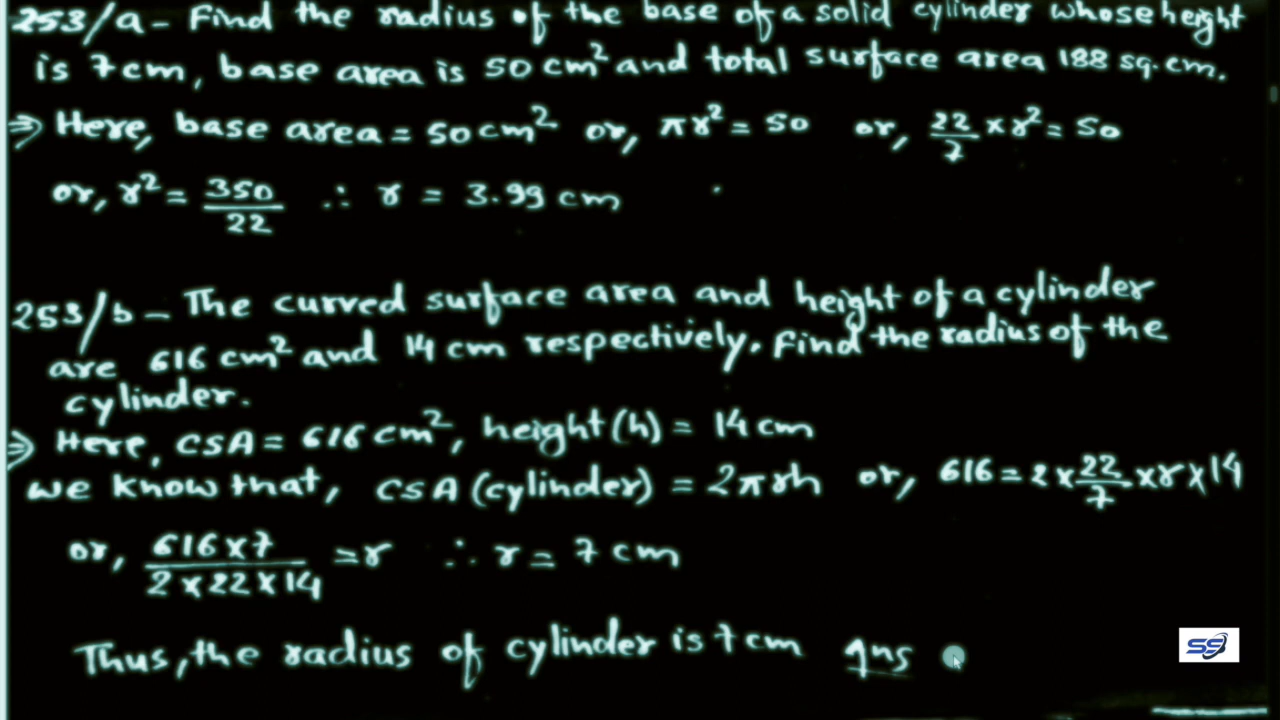 253/a - Find the radius of the base of a solid cylinder whose height
is 7 cm, base area is 50 cm² and total surface area 188 sq. cm.
⇒ Here, base area = 50 cm² or, πr² = 50 or, 22/7 × r² = 50
or, r² = 350/22 ∴ r = 3.99 cm
253/b - The curved surface area and height of a cylinder
are 616 cm² and 14 cm respectively. Find the radius of the
cylinder.
⇒ Here, CSA = 616 cm², height (h) = 14 cm
we know that, CSA (cylinder) = 2πrh or, 616 = 2 × 22/7 × r × 14
or, 616 × 7 / 2 × 22 × 14 = r ∴ r = 7 cm
Thus, the radius of cylinder is 7 cm Ans
SS